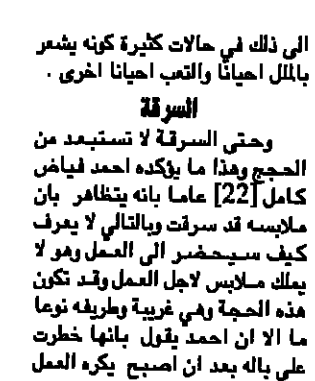 الى ذلك في حالات كثيرة كونه يشعر
بالملل احيانًا والتعب احيانا اخرى .
السرقة
وحتى السرقة لا تستبعد من
الحجج وهذا ما يؤكده احمد فياض
كامل [22] عاما بانه يتظاهر بان
ملابسه قد سرقت وبالتالي لا يعرف
كيف سيحضر الى العمل وهو لا
يملك ملابس لاجل العمل وقد تكون
هذه الحجة وهي غريبة وطريفه نوعا
ما الا ان احمد يقول بانها خطرت
على باله بعد ان اصبح يكره العمل